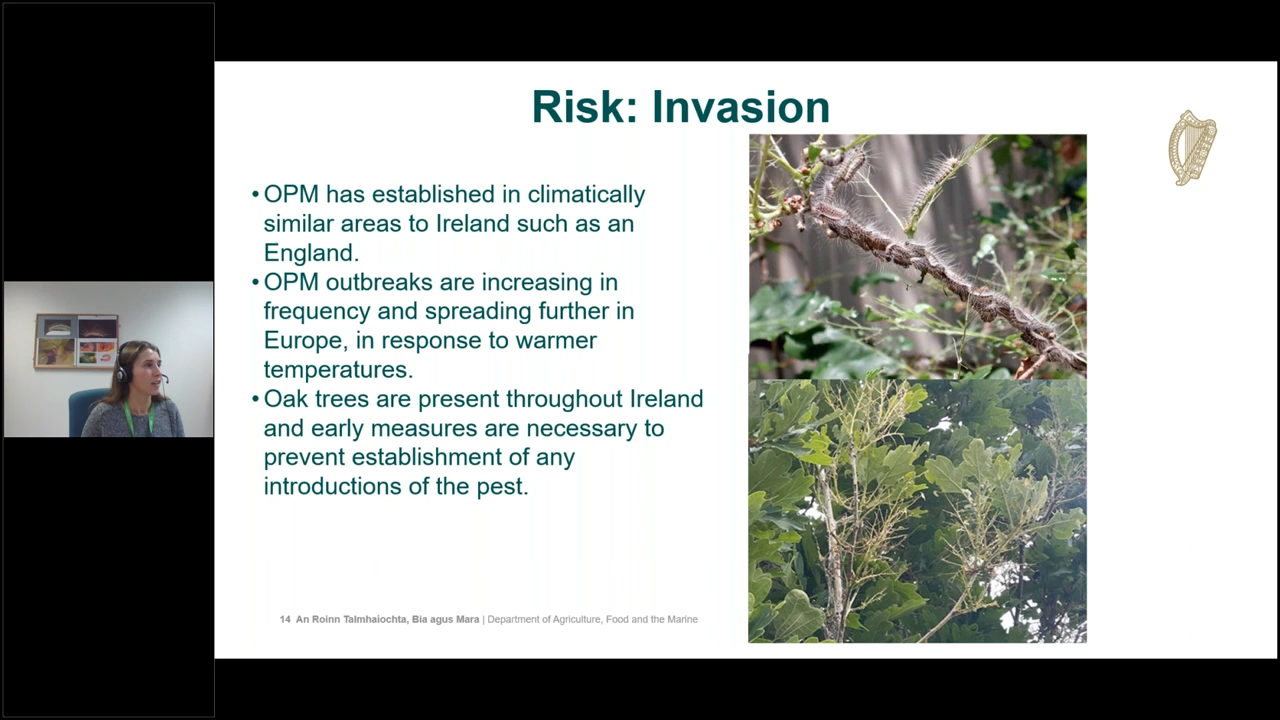 Risk: Invasion
• OPM has established in climatically
similar areas to Ireland such as an
England.
• OPM outbreaks are increasing in
frequency and spreading further in
Europe, in response to warmer
temperatures.
• Oak trees are present throughout Ireland
and early measures are necessary to
prevent establishment of any
introductions of the pest.
14 An Roinn Talmhaíochta, Bia agus Mara | Department of Agriculture, Food and the Marine